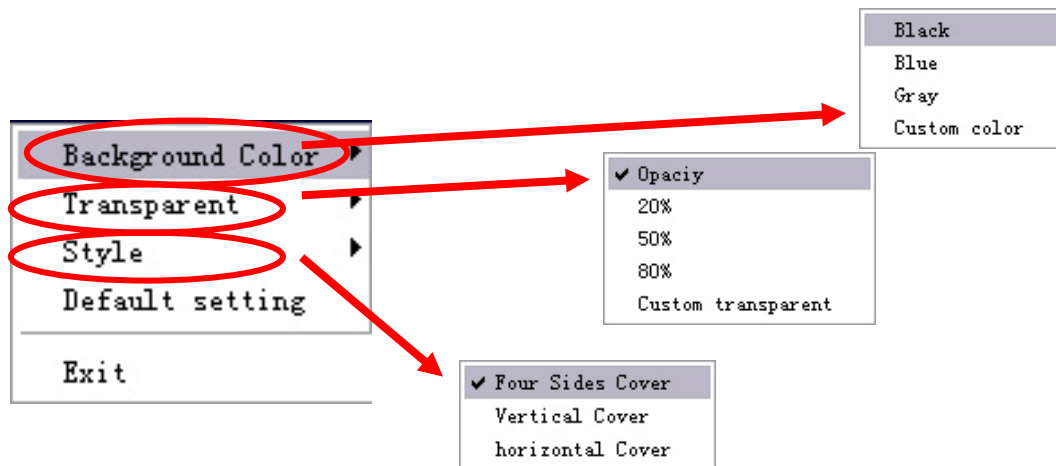 Background Color
Transparent
Style
Default setting
Exit
Black
Blue
Gray
Custom color
Opaciy
20%
50%
80%
Custom transparent
Four Sides Cover
Vertical Cover
horizontal Cover